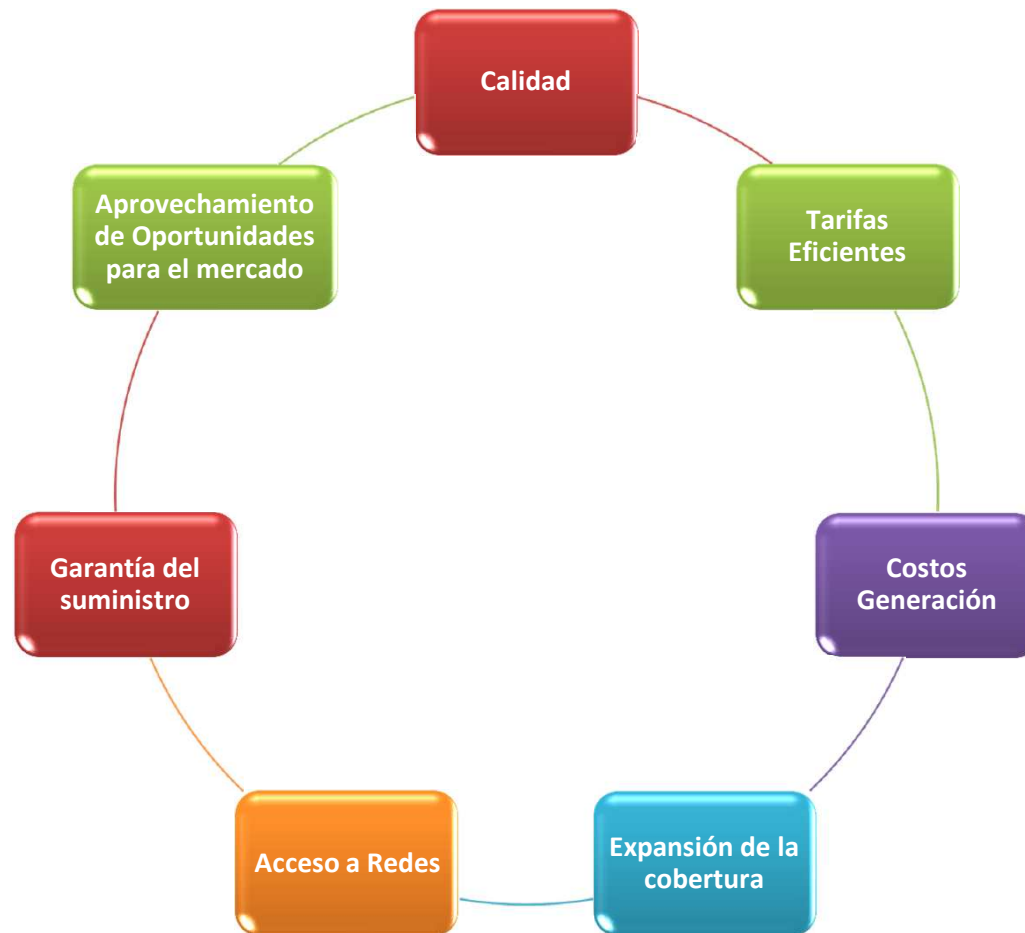 Calidad
Tarifas
Eficientes
Costos
Generación
Expansión de la
cobertura
Acceso a Redes
Garantía del
suministro
Aprovechamiento
de Oportunidades
para el mercado